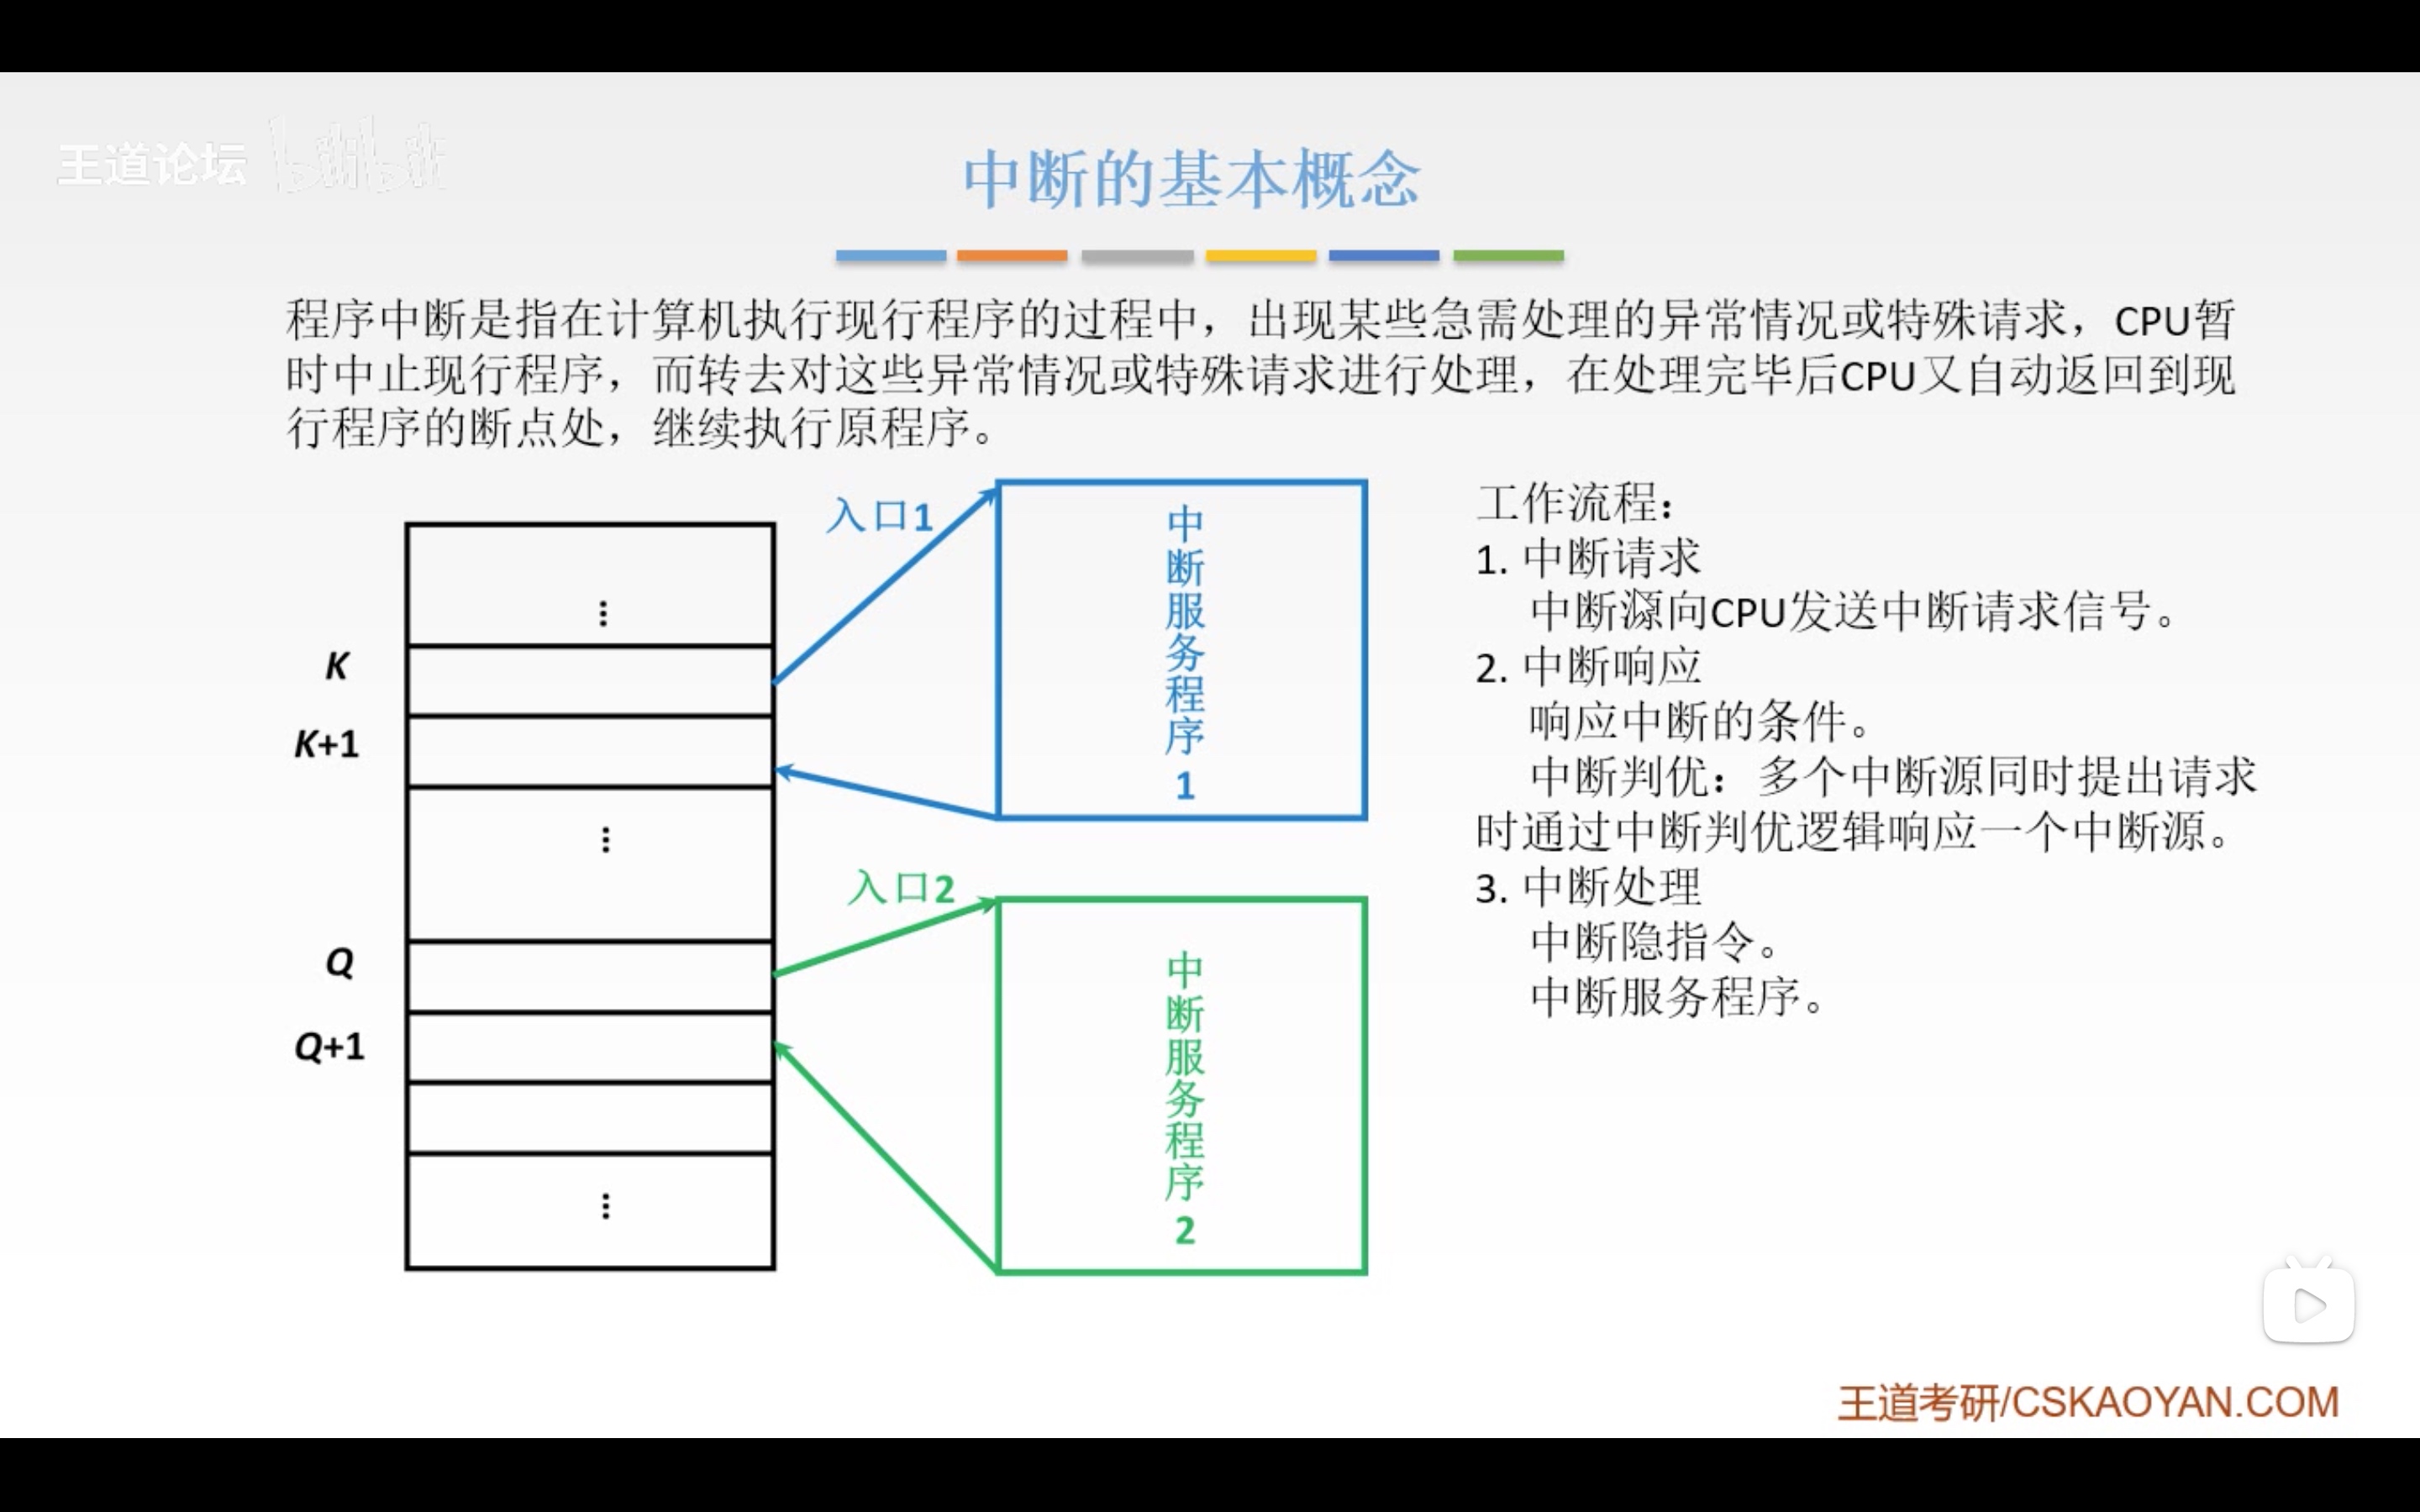 王道论坛 bilibili
中断的基本概念
程序中断是指在计算机执行现行程序的过程中，出现某些急需处理的异常情况或特殊请求，CPU暂
时中止现行程序，而转去对这些异常情况或特殊请求进行处理，在处理完毕后CPU又自动返回到现
行程序的断点处，继续执行原程序。
⋮
K
K+1
⋮
Q
Q+1
⋮
入口1
中断服务程序1
入口2
中断服务程序2
工作流程：
1. 中断请求
中断源向CPU发送中断请求信号。
2. 中断响应
响应中断的条件。
中断判优：多个中断源同时提出请求
时通过中断判优逻辑响应一个中断源。
3. 中断处理
中断隐指令。
中断服务程序。
王道考研/CSKAOYAN.COM